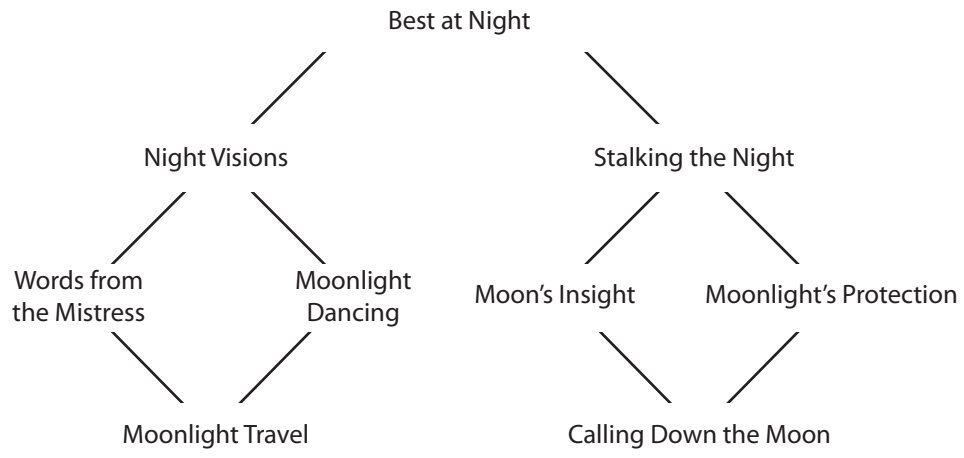 Best at Night
Night Visions
Stalking the Night
Words from
the Mistress
Moonlight
Dancing
Moon's Insight
Moonlight's Protection
Moonlight Travel
Calling Down the Moon